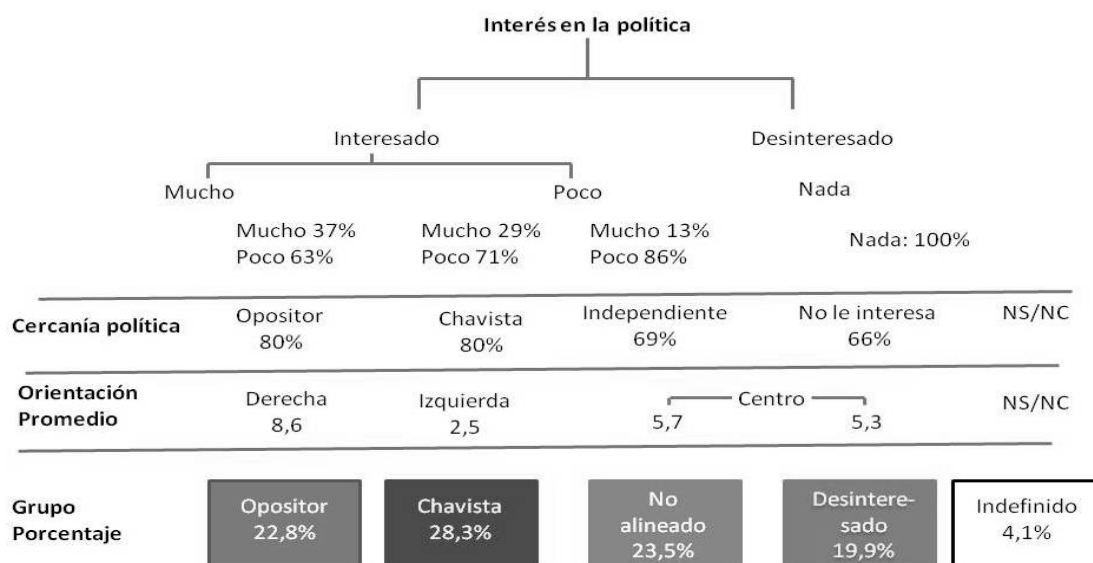 Interés en la política
Interesado Desinteresado
Mucho Poco Nada
Mucho 37% Mucho 29% Mucho 13%
Poco 63% Poco 71% Poco 86% Nada: 100%
Cercanía política Opositor Chavista Independiente No le interesa NS/NC
80% 80% 69% 66%
Orientación Derecha Izquierda Centro NS/NC
Promedio 8,6 2,5 5,7 5,3
Grupo Opositor Chavista No Desintere- Indefinido
Porcentaje 22,8% 28,3% alineado sado 4,1%
23,5% 19,9%